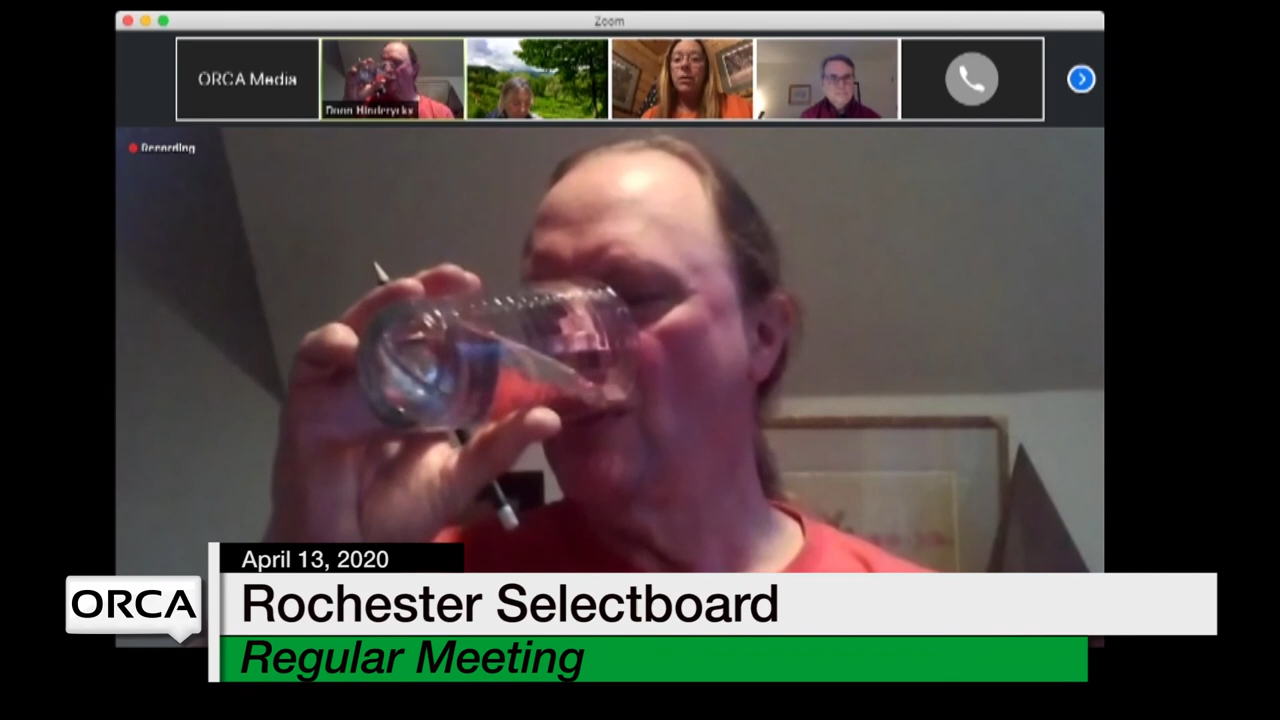 Zoom
ORCA Media
Recording
April 13, 2020
Rochester Selectboard
ORCA
Regular Meeting